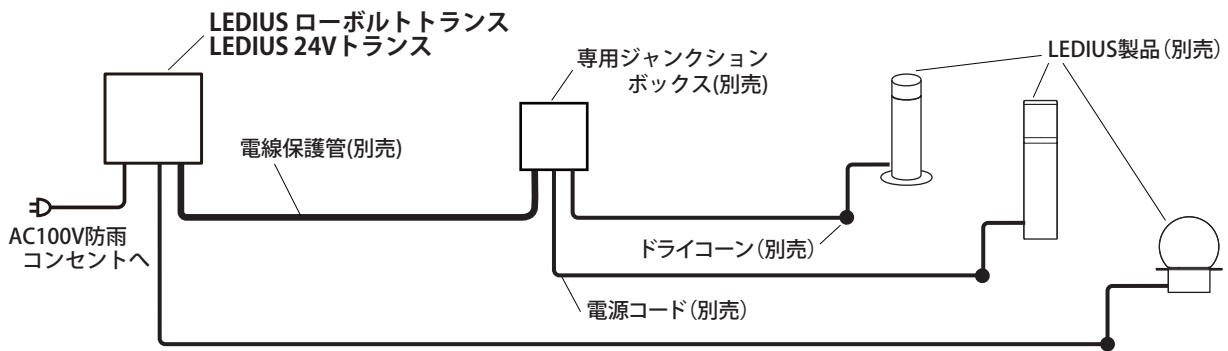 LEDIUS ローボルトトランス
LEDIUS 24Vトランス
専用ジャンクション
ボックス(別売)
LEDIUS製品(別売)
電線保護管(別売)
AC100V防雨
コンセントへ
ドライコーン(別売)
電源コード(別売)